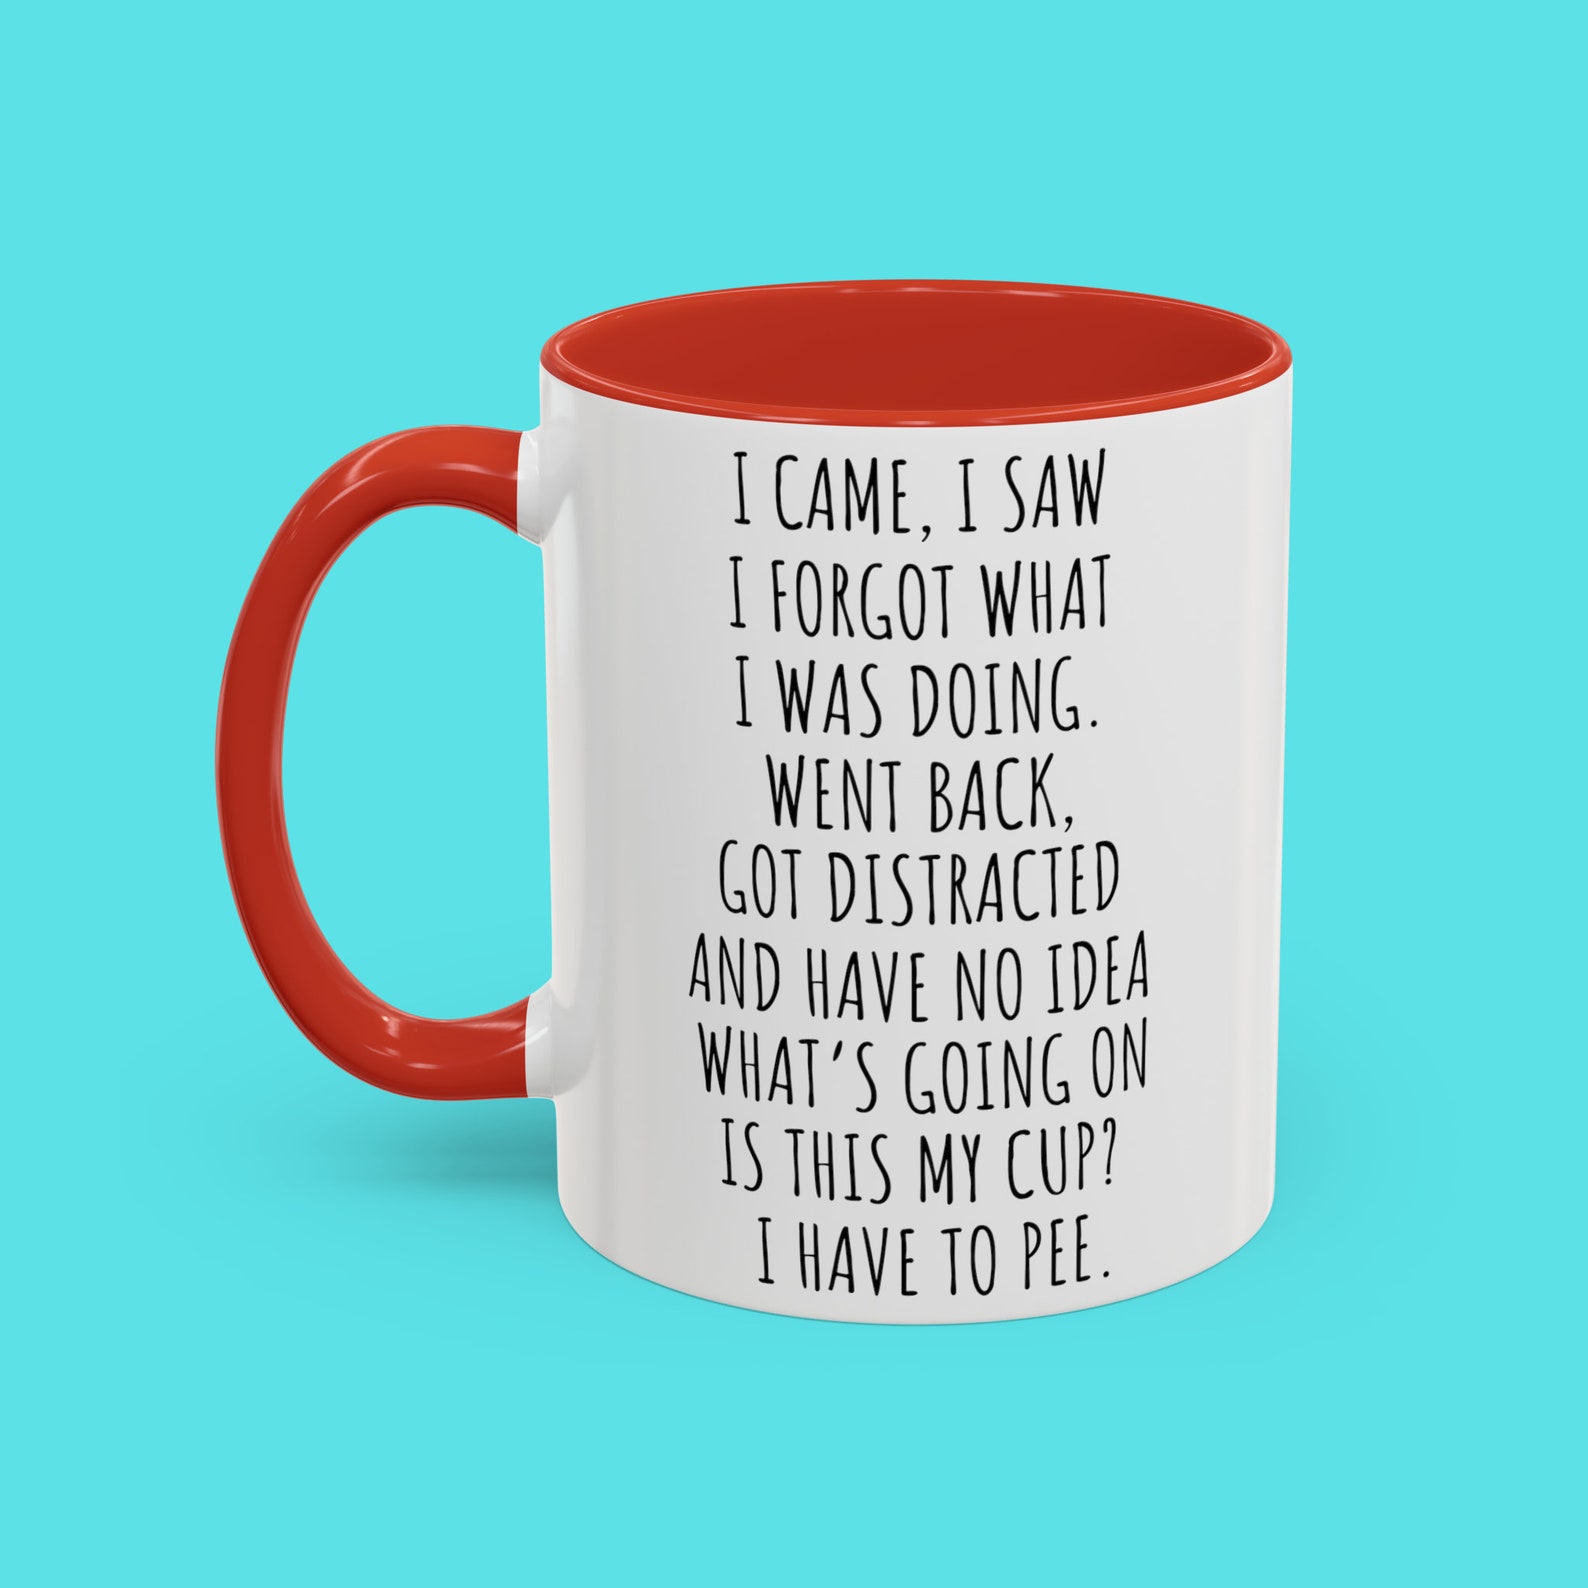 I CAME, I SAW
I FORGOT WHAT
I WAS DOING.
WENT BACK,
GOT DISTRACTED
AND HAVE NO IDEA
WHAT'S GOING ON
IS THIS MY CUP?
I HAVE TO PEE.